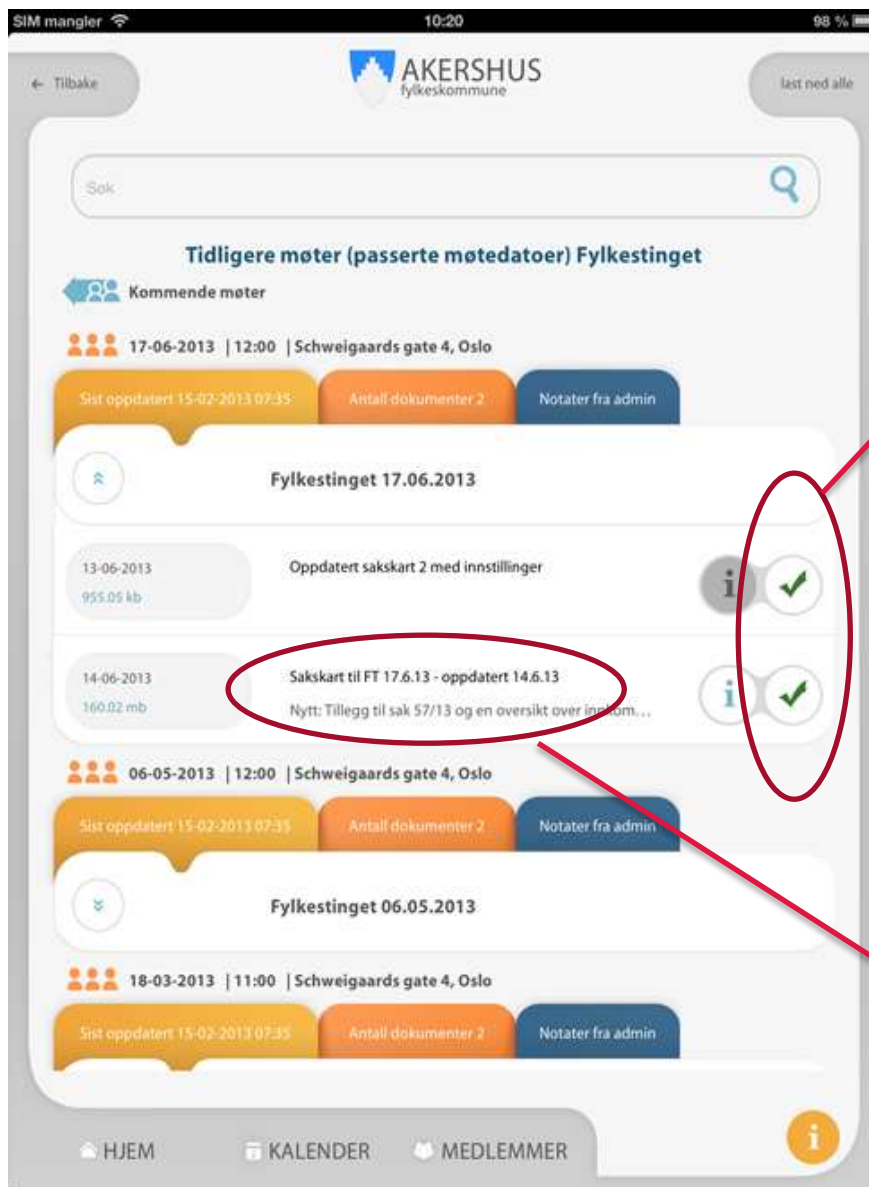 SIM mangler 10:20 98 %
← Tilbake
AKERSHUS
fylkeskommune
last ned alle
Søk
Tidligere møter (passerte møtedatoer) Fylkestinget
Kommende møter
17-06-2013 | 12:00 | Schweigaards gate 4, Oslo
Sist oppdatert 15-02-2013 07:35 Antall dokumenter 2 Notater fra admin
Fylkestinget 17.06.2013
13-06-2013 Oppdatert sakskart 2 med innstillinger
955.05 kb
i
14-06-2013 Sakskart til FT 17.6.13 - oppdatert 14.6.13
160.02 mb Nytt: Tillegg til sak 57/13 og en oversikt over innkom...
i
06-05-2013 | 12:00 | Schweigaards gate 4, Oslo
Sist oppdatert 15-02-2013 07:35 Antall dokumenter 2 Notater fra admin
Fylkestinget 06.05.2013
18-03-2013 | 11:00 | Schweigaards gate 4, Oslo
Sist oppdatert 15-02-2013 07:35 Antall dokumenter 2 Notater fra admin
HJEM KALENDER MEDLEMMER
i